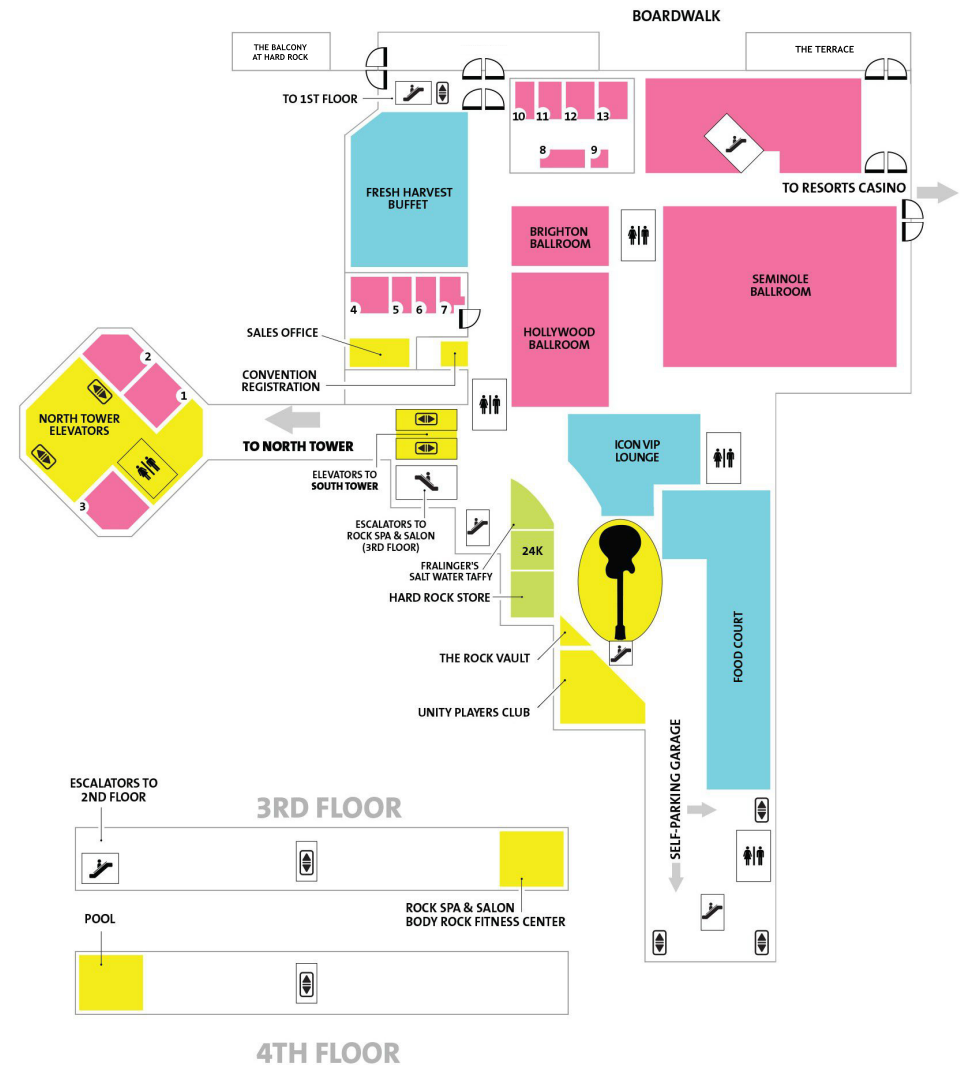 BOARDWALK
THE BALCONY
AT HARD ROCK
THE TERRACE
TO 1ST FLOOR
10
11
12
13
8
9
TO RESORTS CASINO
FRESH HARVEST
BUFFET
BRIGHTON
BALLROOM
SEMINOLE
BALLROOM
4
5
6
7
HOLLYWOOD
BALLROOM
SALES OFFICE
CONVENTION
REGISTRATION
2
1
NORTH TOWER
ELEVATORS
3
TO NORTH TOWER
ELEVATORS TO
SOUTH TOWER
ICON VIP
LOUNGE
ESCALATORS TO
ROCK SPA & SALON
(3RD FLOOR)
24K
FRALINGER'S
SALT WATER TAFFY
HARD ROCK STORE
THE ROCK VAULT
UNITY PLAYERS CLUB
FOOD COURT
SELF-PARKING GARAGE
ESCALATORS TO
2ND FLOOR
3RD FLOOR
ROCK SPA & SALON
BODY ROCK FITNESS CENTER
POOL
4TH FLOOR